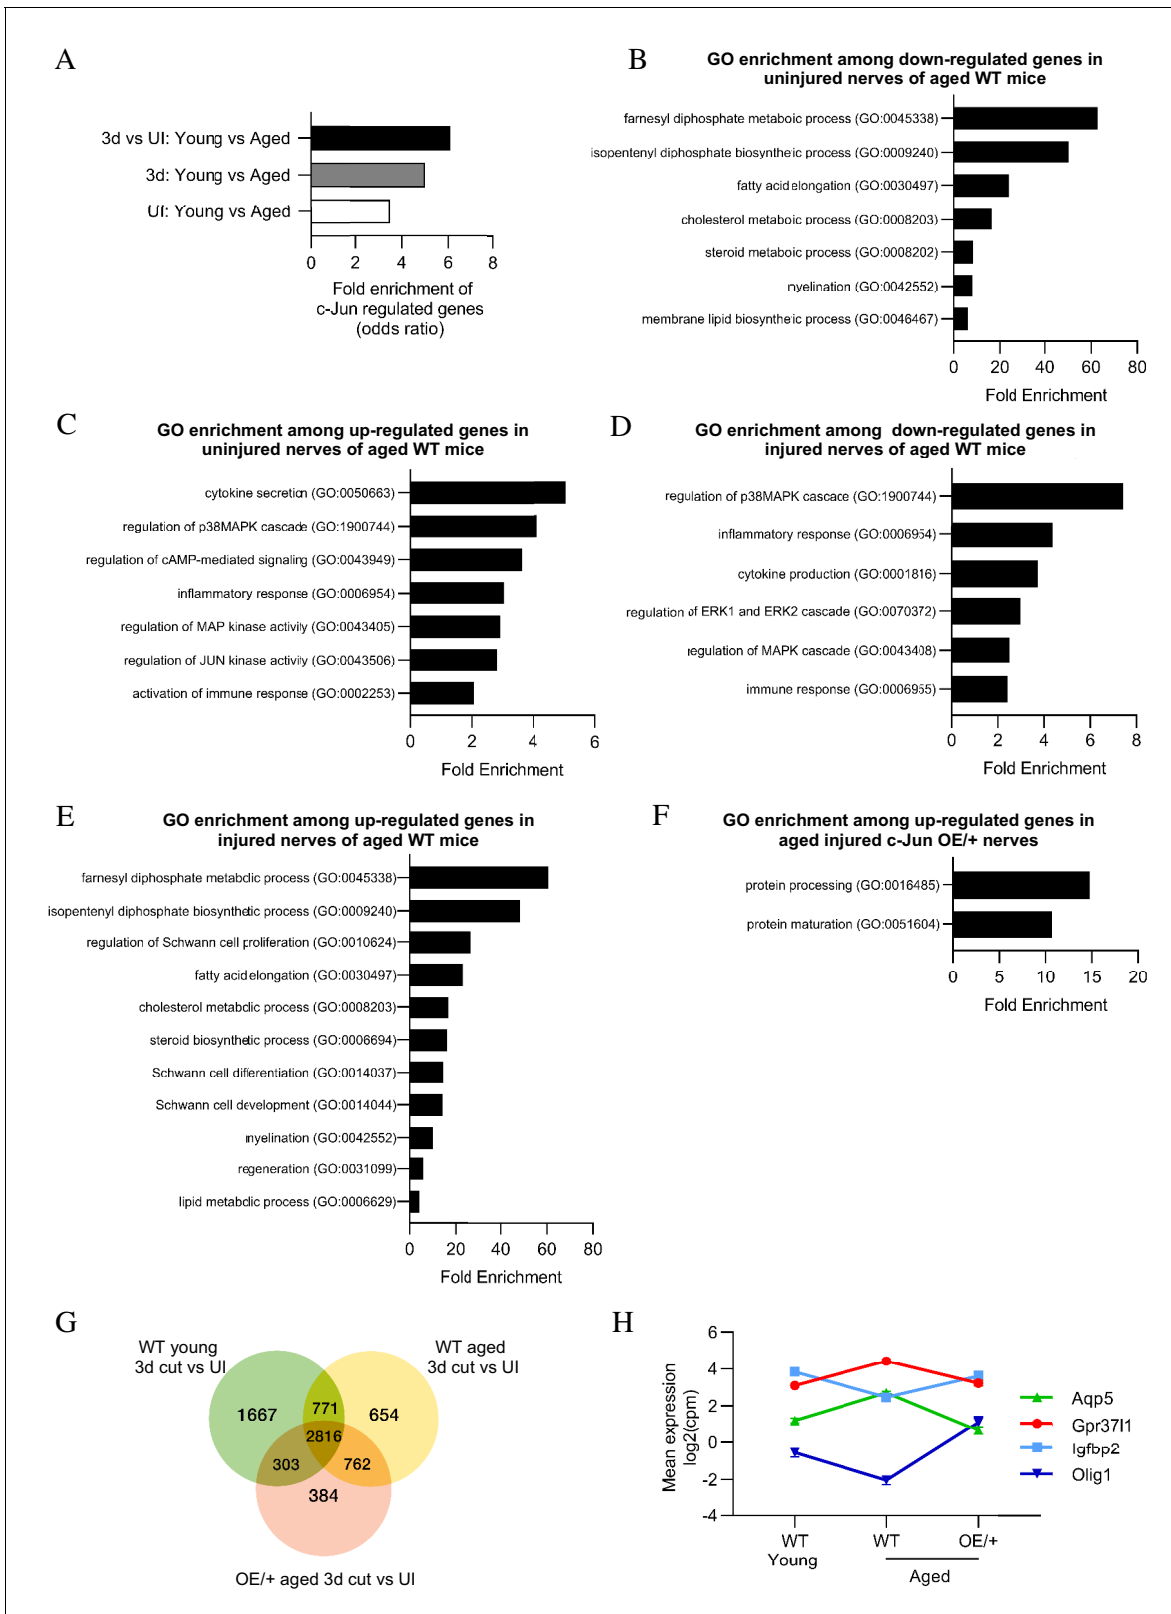 A
3d vs UI: Young vs Aged
3d: Young vs Aged
UI: Young vs Aged
0 2 4 6 8
Fold enrichment of
c-Jun regulated genes
(odds ratio)
B
GO enrichment among down-regulated genes in
uninjured nerves of aged WT mice
farnesyl diphosphate metaboic process (GO:0045338)
isopentenyl diphosphate biosyntheic process (GO:0009240)
fatty acid elongation (GO:0030497)
cholesterol metaboic process (GO:0008203)
steroid metaboic process (GO:0008202)
myelination (GO:0042552)
membrane lipid biosynthetic process (GO:0046467)
0 20 40 60 80
Fold Enrichment
C
GO enrichment among up-regulated genes in
uninjured nerves of aged WT mice
cytokine secretion (GO:0050663)
regulation of p38MAPK cascade (GO:1900744)
regulation of cAMP-mediated signaling (GO:0043949)
inflammatory response (GO:0006954)
regulation of MAP kinase activity (GO:0043405)
regulation of JUN kinase activity (GO:0043506)
activation of immune response (GO:0002253)
0 2 4 6
Fold Enrichment
D
GO enrichment among down-regulated genes in
injured nerves of aged WT mice
regulation of p38MAPK cascade (GO:1900744)
inflammatory response (GO:0006954)
cytokine production (GO:0001816)
regulation of ERK1 and ERK2 cascade (GO:0070372)
regulation of MAPK cascade (GO:0043408)
immune response (GO:0006955)
0 2 4 6 8
Fold Enrichment
E
GO enrichment among up-regulated genes in
injured nerves of aged WT mice
farnesyl diphosphate metabolic process (GO:0045338)
isopentenyl diphosphate biosynthetic process (GO:0009240)
regulation of Schwann cell proliferation (GO:0010624)
fatty acid elongation (GO:0030497)
cholesterol metabolic process (GO:0008203)
steroid biosynthetic process (GO:0006694)
Schwann cell differentiation (GO:0014037)
Schwann cell development (GO:0014044)
myelination (GO:0042552)
regeneration (GO:0031099)
lipid metabolic process (GO:0006629)
0 20 40 60 80
Fold Enrichment
F
GO enrichment among up-regulated genes in
aged injured c-Jun OE/+ nerves
protein processing (GO:0016485)
protein maturation (GO:0051604)
0 5 10 15 20
Fold Enrichment
G
WT young
3d cut vs UI
WT aged
3d cut vs UI
1667
771
654
2816
303
762
384
OE/+ aged 3d cut vs UI
H
Mean expression
log2(cpm)
6
4
2
0
-2
-4
WT
Young
WT
OE/+
Aged
Aqp5
Gpr37l1
Igfbp2
Olig1